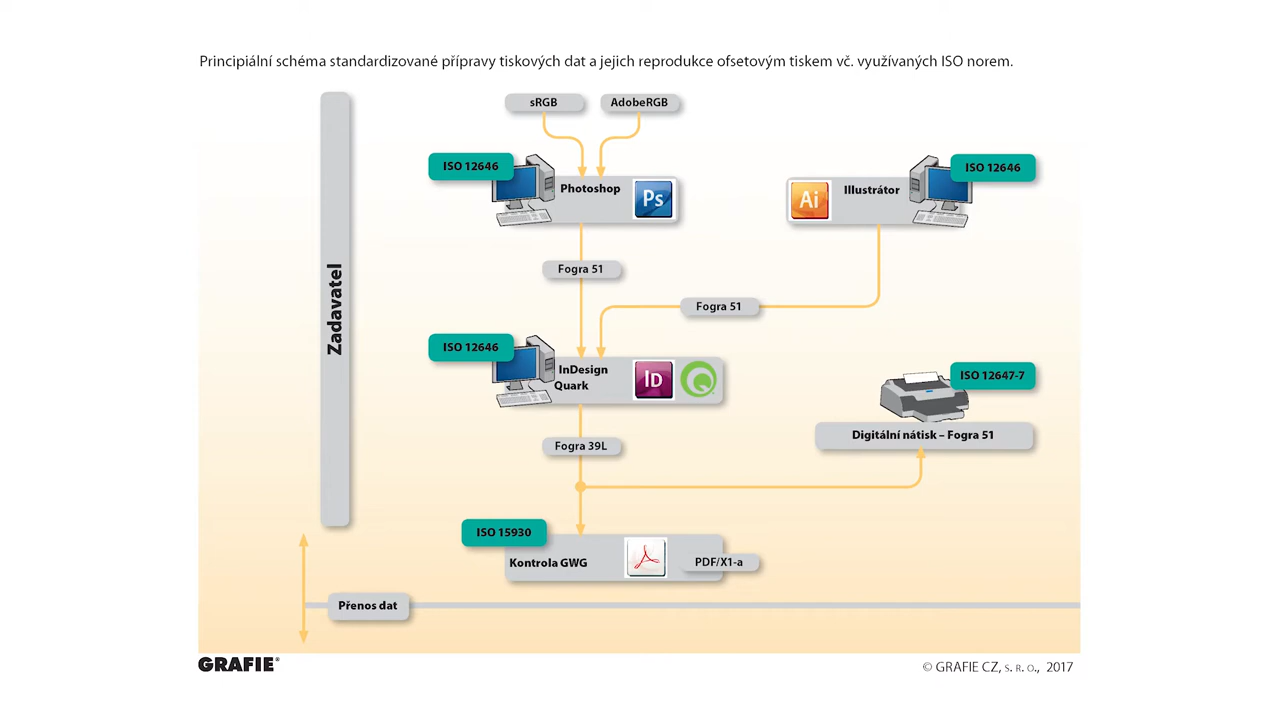 Principiální schéma standardizované přípravy tiskových dat a jejich reprodukce ofsetovým tiskem vč. využívaných ISO norem.
sRGB
AdobeRGB
ISO 12646
Photoshop
Ps
Ai
Illustrátor
ISO 12646
Zadavatel
Fogra 51
Fogra 51
ISO 12646
InDesign
Quark
ID
ISO 12647-7
Digitální nátisk – Fogra 51
Fogra 39L
ISO 15930
Kontrola GWG
PDF/X1-a
Přenos dat
GRAFIE®
© GRAFIE CZ, S. R. O., 2017